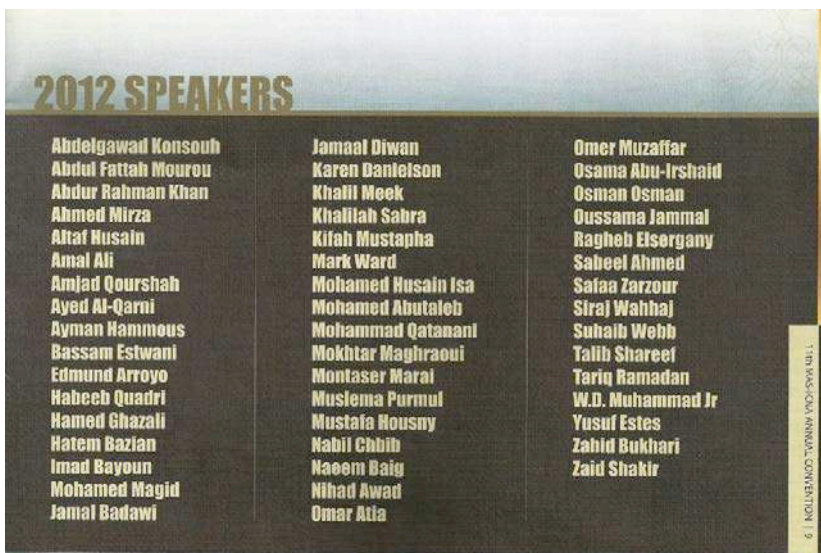 2012 SPEAKERS
Abdelgawad Konsouh
Abdul Fattah Mourou
Abdur Rahman Khan
Ahmed Mirza
Altaf Husain
Amal Ali
Amjad Qourshah
Ayed Al-Qarni
Ayman Hammous
Bassam Estwani
Edmund Arroyo
Habeeb Quadri
Hamed Ghazali
Hatem Bazian
Imad Bayoun
Mohamed Magid
Jamal Badawi
Jamaal Diwan
Karen Danielson
Khalil Meek
Khalilah Sabra
Kifah Mustapha
Mark Ward
Mohamed Husain Isa
Mohamed Abutaleb
Mohammad Qatanani
Mokhtar Maghraoui
Montaser Marai
Muslema Purmul
Mustafa Housny
Nabil Chbib
Naeem Baig
Nihad Awad
Omar Atia
Omer Muzaffar
Osama Abu-Irshaid
Osman Osman
Oussama Jammal
Ragheb Elsergany
Sabeel Ahmed
Safaa Zarzour
Siraj Wahhaj
Suhaib Webb
Talib Shareef
Tariq Ramadan
W.D. Muhammad Jr
Yusuf Estes
Zahid Bukhari
Zaid Shakir
11th MAS-ICNA ANNUAL CONVENTION | 9